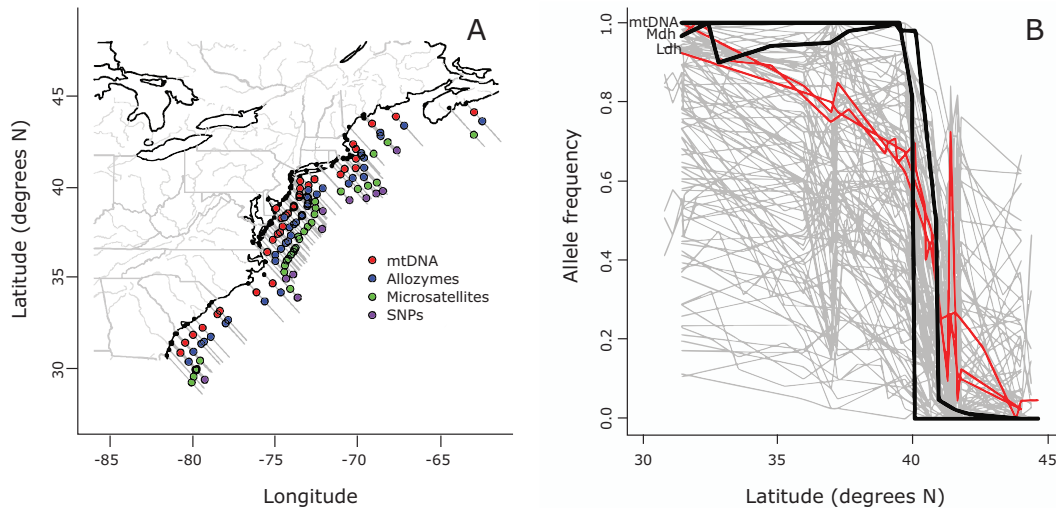 A
Latitude (degrees N)
45
40
35
30
mtDNA
Allozymes
Microsatellites
SNPs
-85
-80
-75
-70
-65
Longitude
B
Allele frequency
1.0
0.8
0.6
0.4
0.2
0.0
mtDNA
Mdh
Ldh
30
35
40
45
Latitude (degrees N)